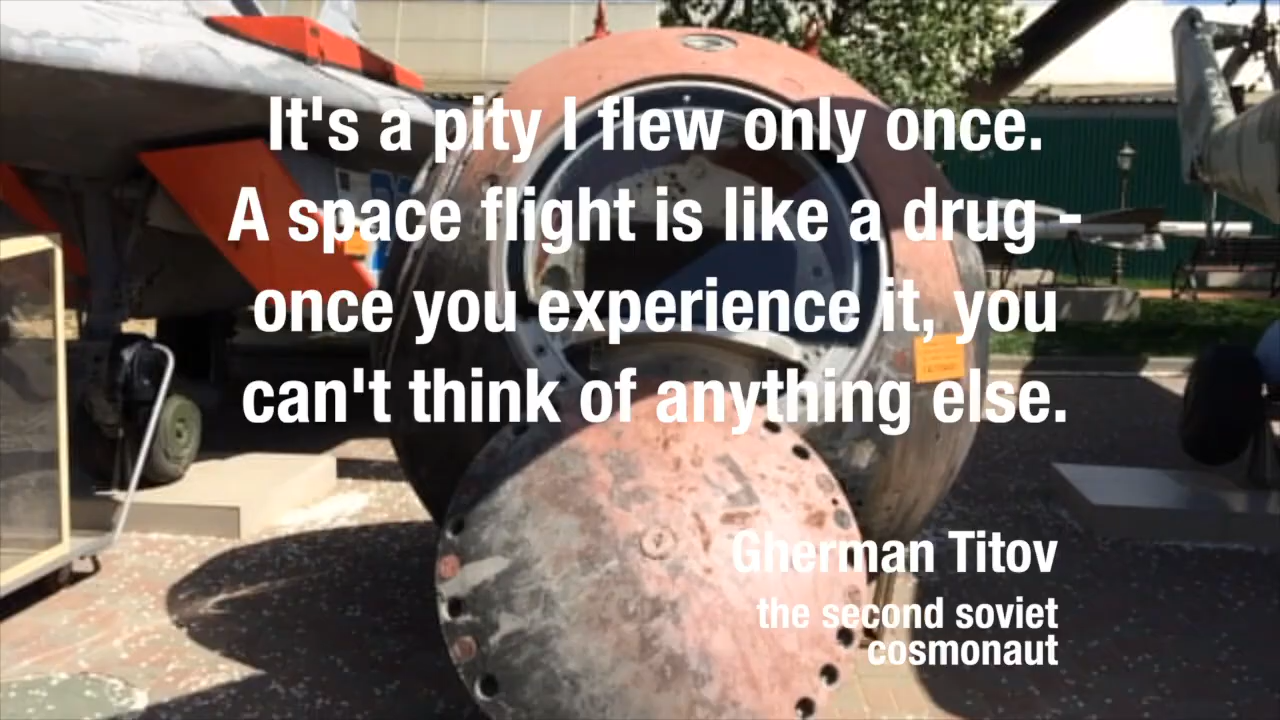 It's a pity I flew only once.
A space flight is like a drug -
once you experience it, you
can't think of anything else.
Gherman Titov
the second soviet
cosmonaut